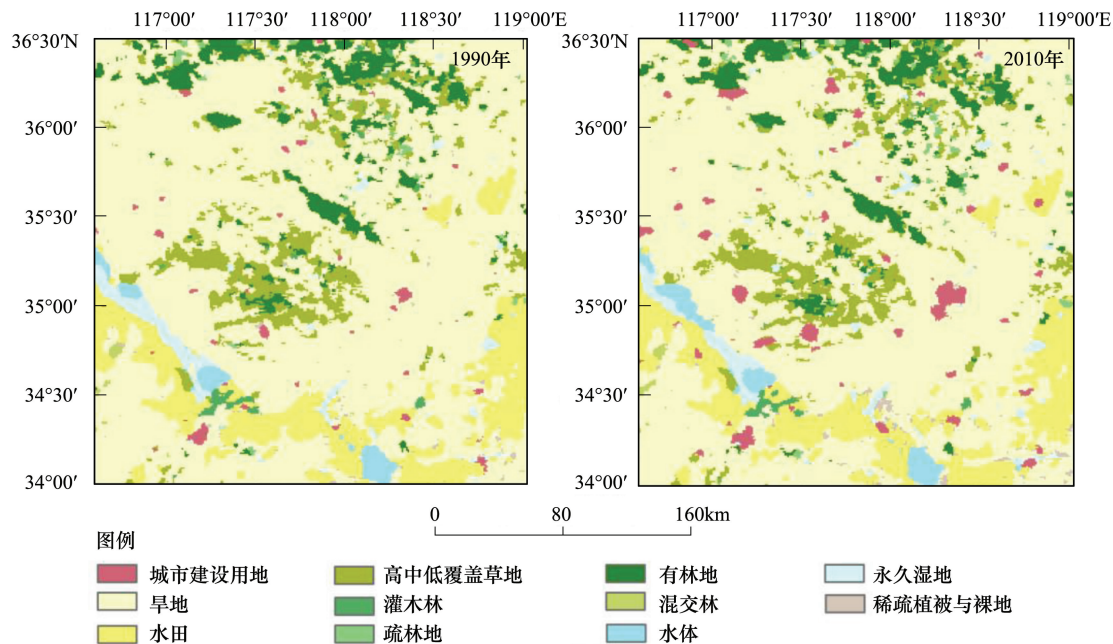 117°00′ 117°30′ 118°00′ 118°30′ 119°00′E
117°00′ 117°30′ 118°00′ 118°30′ 119°00′E
36°30′N
1990年
36°00′
35°30′
35°00′
34°30′
34°00′
36°30′N
2010年
36°00′
35°30′
35°00′
34°30′
34°00′
0 80 160km
图例
城市建设用地 高中低覆盖草地 有林地 永久湿地
旱地 灌木林 混交林 稀疏植被与裸地
水田 疏林地 水体